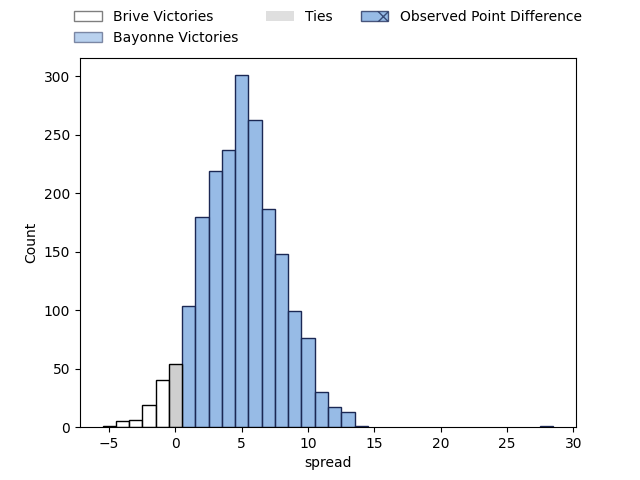 Brive Victories Ties Observed Point Difference
Bayonne Victories
300
250
200
150
100
50
0
Count
−5 0 5 10 15 20 25 30
spread